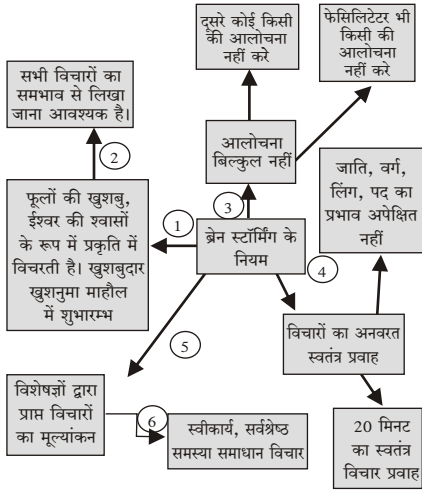 दूसरे कोई किसी
की आलोचना
नहीं करे
फेसिलिटेटर भी
किसी की
आलोचना
नहीं करे
सभी विचारों का
समभाव से लिखा
जाना आवश्यक है।
आलोचना
बिल्कुल नहीं
2
जाति, वर्ग,
लिंग, पद का
प्रभाव अपेक्षित
नहीं
फूलों की खुशबु,
ईश्वर की श्वासों
के रूप में प्रकृति में
विचरती है। खुशबुदार
खुशनुमा माहौल
में शुभारम्भ
1
3
ब्रेन स्टॉर्मिंग के
नियम
4
5
विचारों का अनवरत
स्वतंत्र प्रवाह
विशेषज्ञों द्वारा
प्राप्त विचारों
का मूल्यांकन
6
स्वीकार्य, सर्वश्रेष्ठ
समस्या समाधान विचार
20 मिनट
का स्वतंत्र
विचार प्रवाह